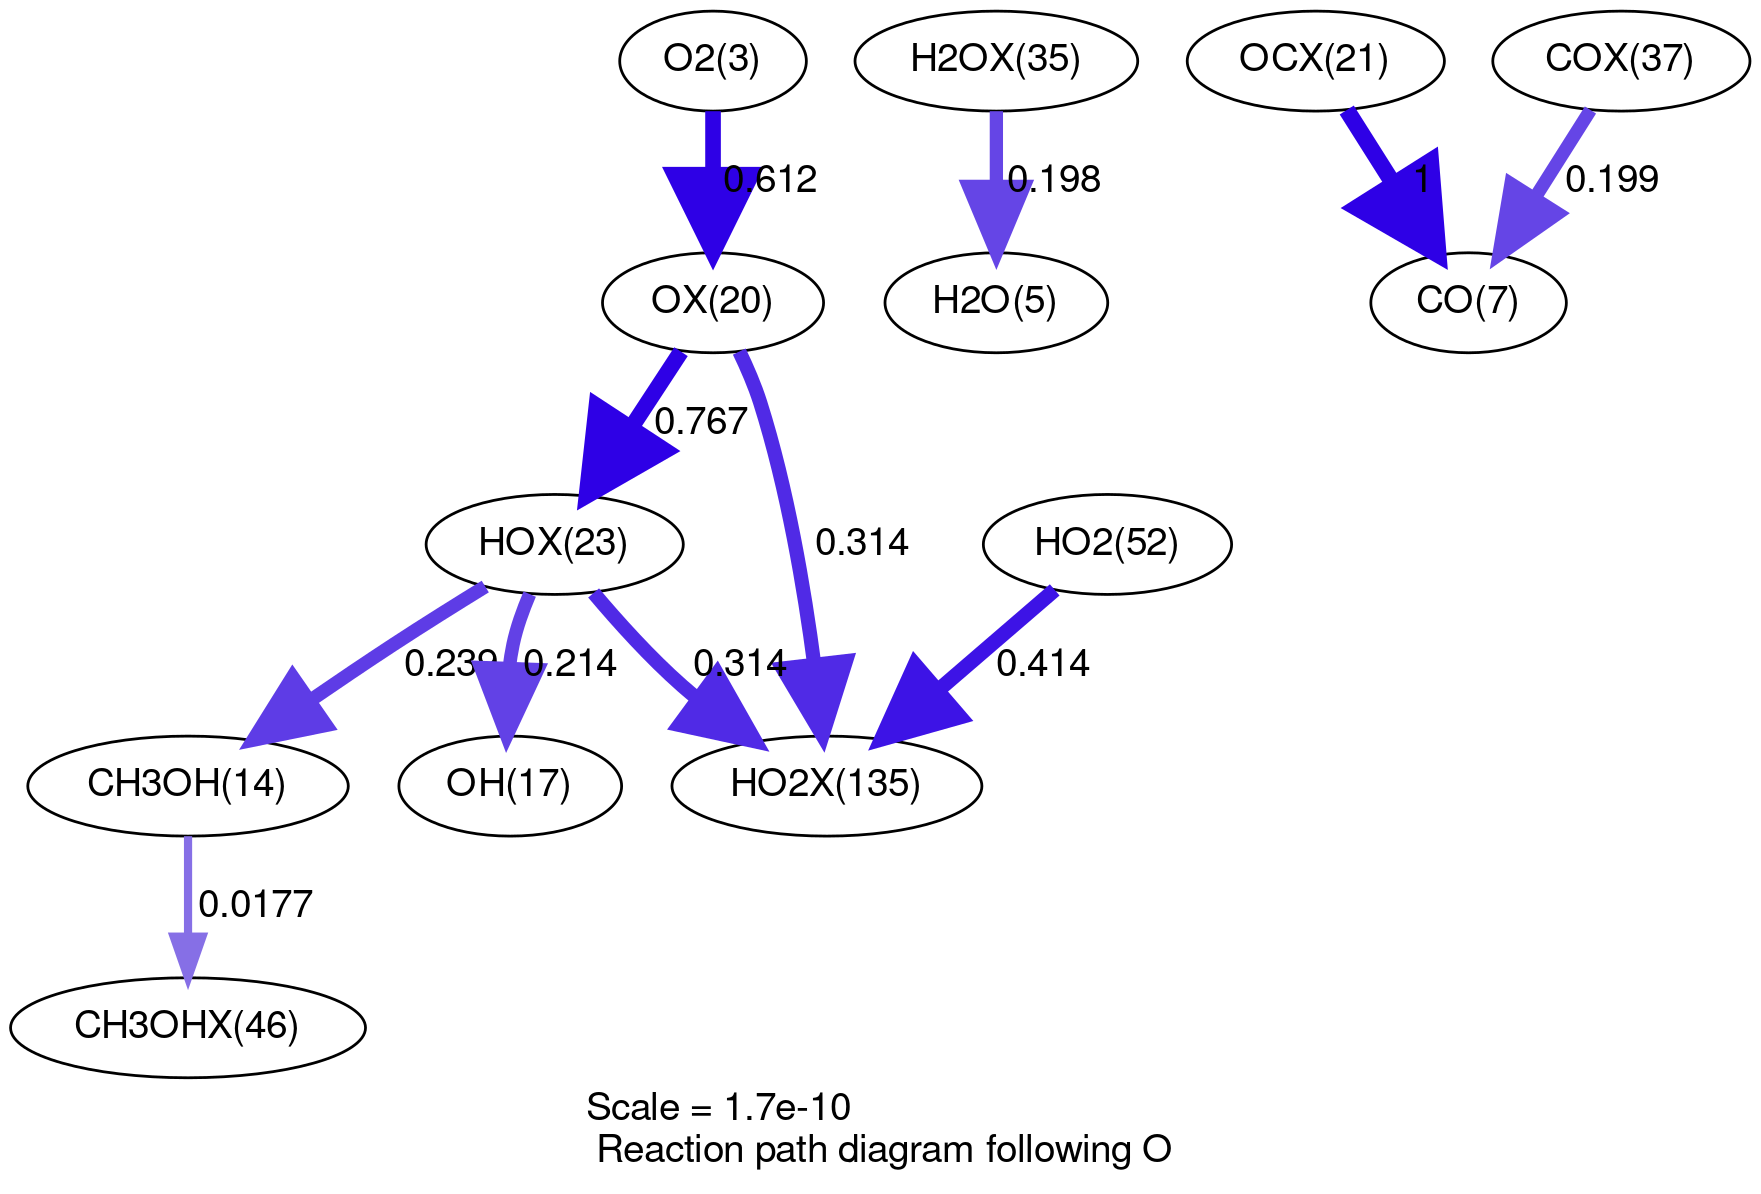 O2(3)
H2OX(35)
OCX(21)
COX(37)
0.612
0.198
1
0.199
OX(20)
H2O(5)
CO(7)
0.767
0.314
HOX(23)
HO2(52)
0.239
0.214
0.314
0.414
CH3OH(14)
OH(17)
HO2X(135)
0.0177
CH3OHX(46)
Scale = 1.7e-10
Reaction path diagram following O